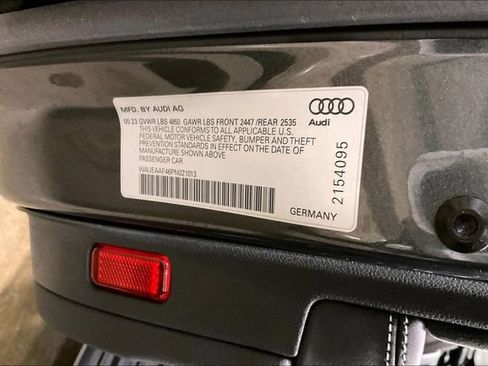 MFD. BY AUDI AG
05 23 GVWR LBS 4850 GAWR LBS FRONT 2447 /REAR 2535
THIS VEHICLE CONFORMS TO ALL APPLICABLE U.S.
FEDERAL MOTOR VEHICLE SAFETY, BUMPER AND THEFT
PREVENTION STANDARDS IN EFFECT ON THE DATE OF
MANUFACTURE SHOWN ABOVE
PASSENGER CAR
WAUEAAF46PN021013
Audi
2154095
GERMANY